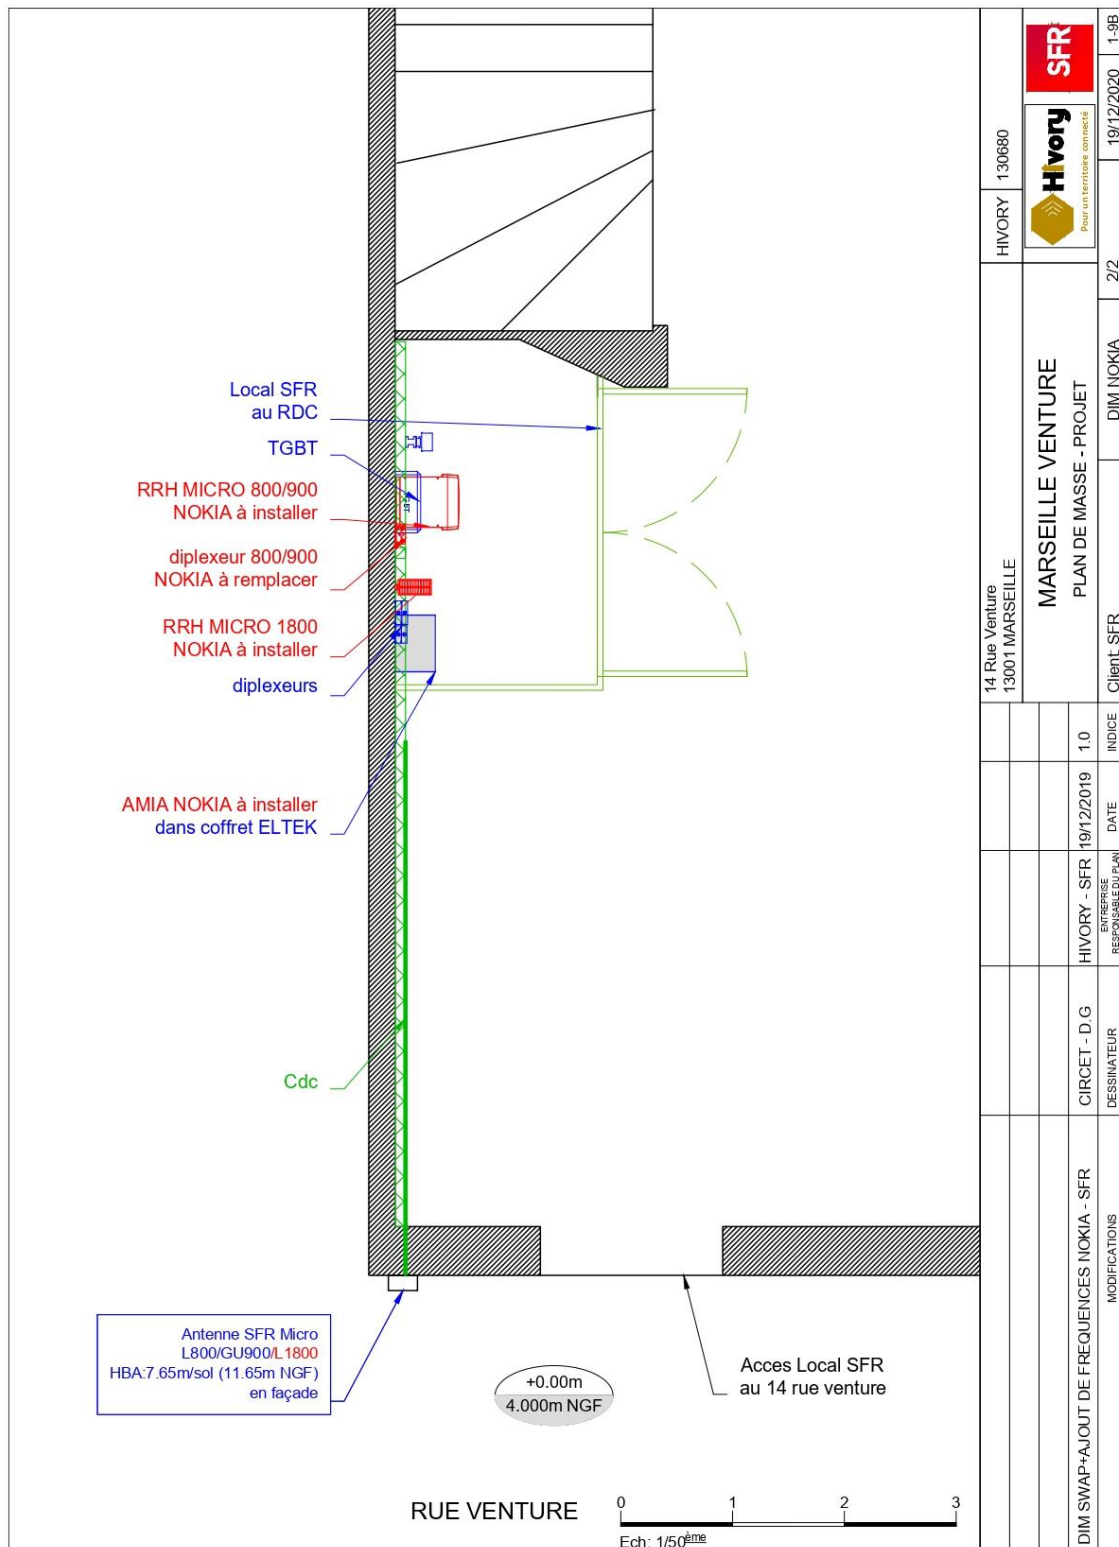 Local SFR
au RDC
TGBT
RRH MICRO 800/900
NOKIA à installer
diplexeur 800/900
NOKIA à remplacer
RRH MICRO 1800
NOKIA à installer
diplexeurs
AMIA NOKIA à installer
dans coffret ELTEK
Cdc
Antenne SFR Micro
L800/GU900/L1800
HBA:7.65m/sol (11.65m NGF)
en façade
+0.00m
4.000m NGF
Acces Local SFR
au 14 rue venture
RUE VENTURE
0 1 2 3
Ech: 1/50ème
14 Rue Venture
13001 MARSEILLE
HIVORY 130680
MARSEILLE VENTURE
PLAN DE MASSE - PROJET
Hivory
Pour un territoire connecté
SFR
DIM SWAP+AJOUT DE FREQUENCES NOKIA - SFR CIRCET - D.G HIVORY - SFR 19/12/2019 1.0
MODIFICATIONS DESSINATEUR ENTREPRISE
RESPONSABLE DU PLAN
DATE INDICE
Client: SFR DIM NOKIA 2/2 19/12/2020 1-9B